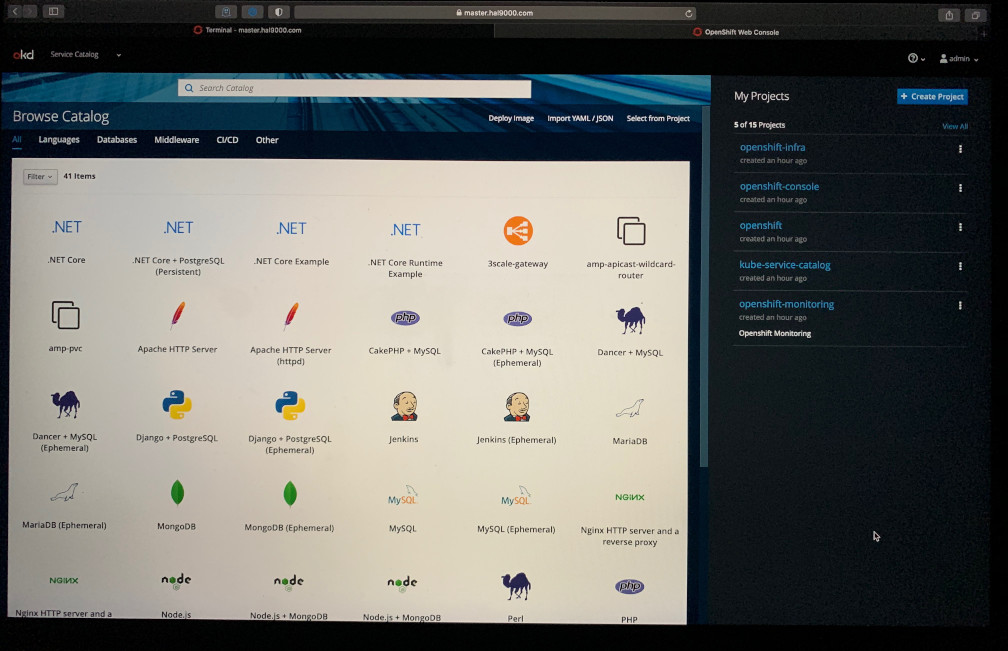 master.hal9000.com
Terminal - master.hal9000.com
OpenShift Web Console
okd
Service Catalog
admin
Search Catalog
Browse Catalog
Deploy Image
Import YAML / JSON
Select from Project
All
Languages
Databases
Middleware
CI/CD
Other
Filter
41 Items
.NET
.NET
.NET
.NET
.NET Core
.NET Core + PostgreSQL
(Persistent)
.NET Core Example
.NET Core Runtime
Example
3scale-gateway
amp-apicast-wildcard-
router
php
php
amp-pvc
Apache HTTP Server
Apache HTTP Server
(httpd)
CakePHP + MySQL
CakePHP + MySQL
(Ephemeral)
Dancer + MySQL
Dancer + MySQL
(Ephemeral)
Django + PostgreSQL
Django + PostgreSQL
(Ephemeral)
Jenkins
Jenkins (Ephemeral)
MariaDB
MySQL
MySQL
NGINX
MariaDB (Ephemeral)
MongoDB
MongoDB (Ephemeral)
MySQL
MySQL (Ephemeral)
Nginx HTTP server and a
reverse proxy
NGINX
node
node
node
php
Nginx HTTP server and a
Node.js
Node.js + MongoDB
Node.js + MongoDB
Perl
PHP
My Projects
+ Create Project
5 of 15 Projects
View All
openshift-infra
created an hour ago
openshift-console
created an hour ago
openshift
created an hour ago
kube-service-catalog
created an hour ago
openshift-monitoring
created an hour ago
Openshift Monitoring